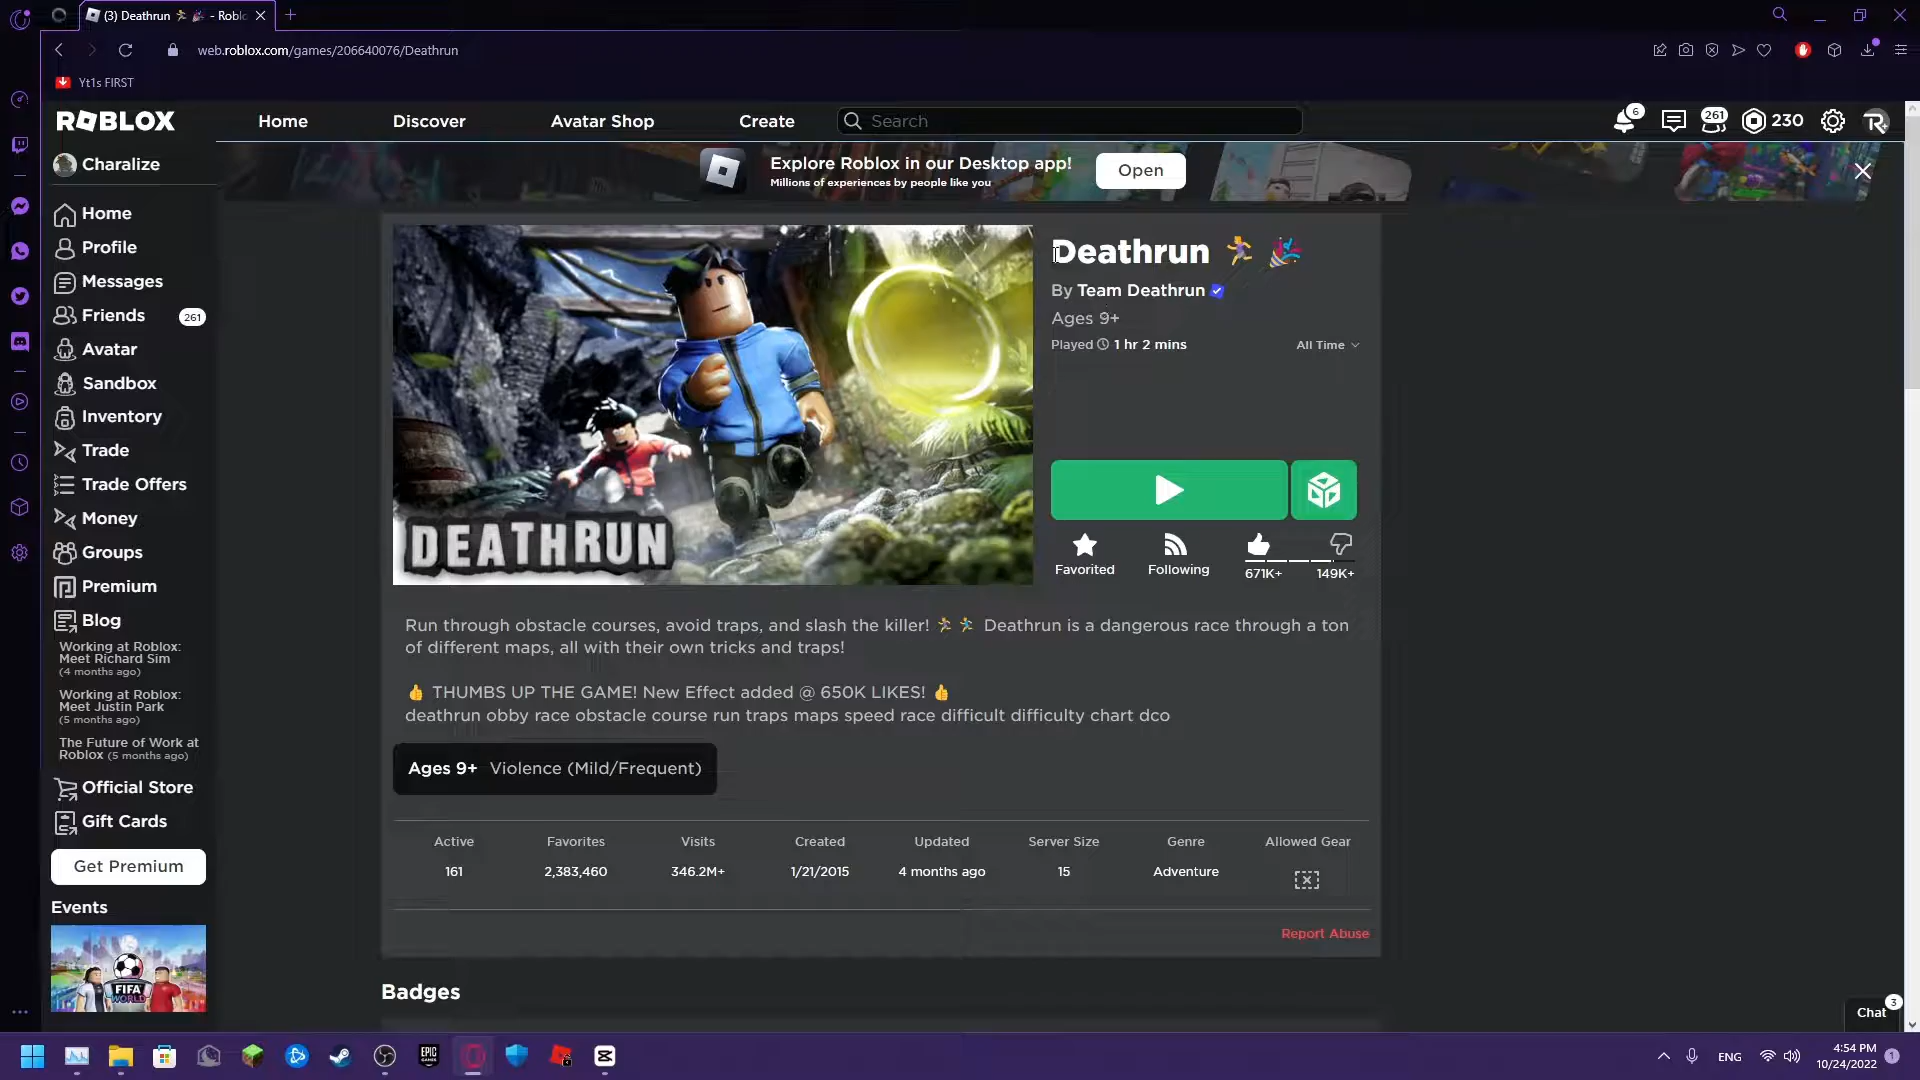 (3) Deathrun 🏃 🎉 - Roblo
web.roblox.com/games/206640076/Deathrun
Yt1s FIRST
ROBLOX
Home
Discover
Avatar Shop
Create
Search
6
261
230
Charalize
Explore Roblox in our Desktop app!
Millions of experiences by people like you
Open
Home
Profile
Messages
Friends 261
Avatar
Sandbox
Inventory
Trade
Trade Offers
Money
Groups
Premium
Blog
Working at Roblox:
Meet Richard Sim
(4 months ago)
Working at Roblox:
Meet Justin Park
(5 months ago)
The Future of Work at
Roblox (5 months ago)
Official Store
Gift Cards
Get Premium
Events
FIFA
WORLD
DEATHRUN
Deathrun 🏃 🎉
By Team Deathrun
Ages 9+
Played 1 hr 2 mins
All Time
Favorited
Following
671K+
149K+
Run through obstacle courses, avoid traps, and slash the killer! 🏃🏃 Deathrun is a dangerous race through a ton
of different maps, all with their own tricks and traps!
👍 THUMBS UP THE GAME! New Effect added @ 650K LIKES! 👍
deathrun obby race obstacle course run traps maps speed race difficult difficulty chart dco
Ages 9+ Violence (Mild/Frequent)
Active Favorites Visits Created Updated Server Size Genre Allowed Gear
161 2,383,460 346.2M+ 1/21/2015 4 months ago 15 Adventure
Report Abuse
Badges
Chat
3
EPIC
GAMES
ENG
4:54 PM
10/24/2022
1